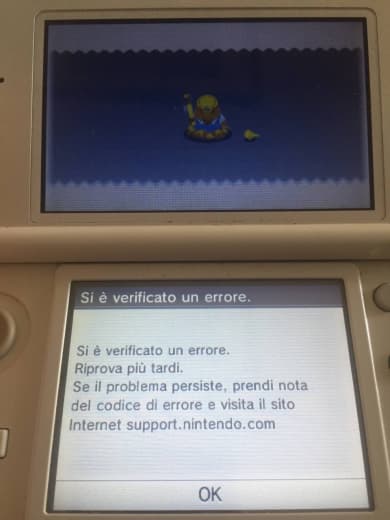 Si è verificato un errore.
Si è verificato un errore.
Riprova più tardi.
Se il problema persiste, prendi nota
del codice di errore e visita il sito
Internet support.nintendo.com
OK